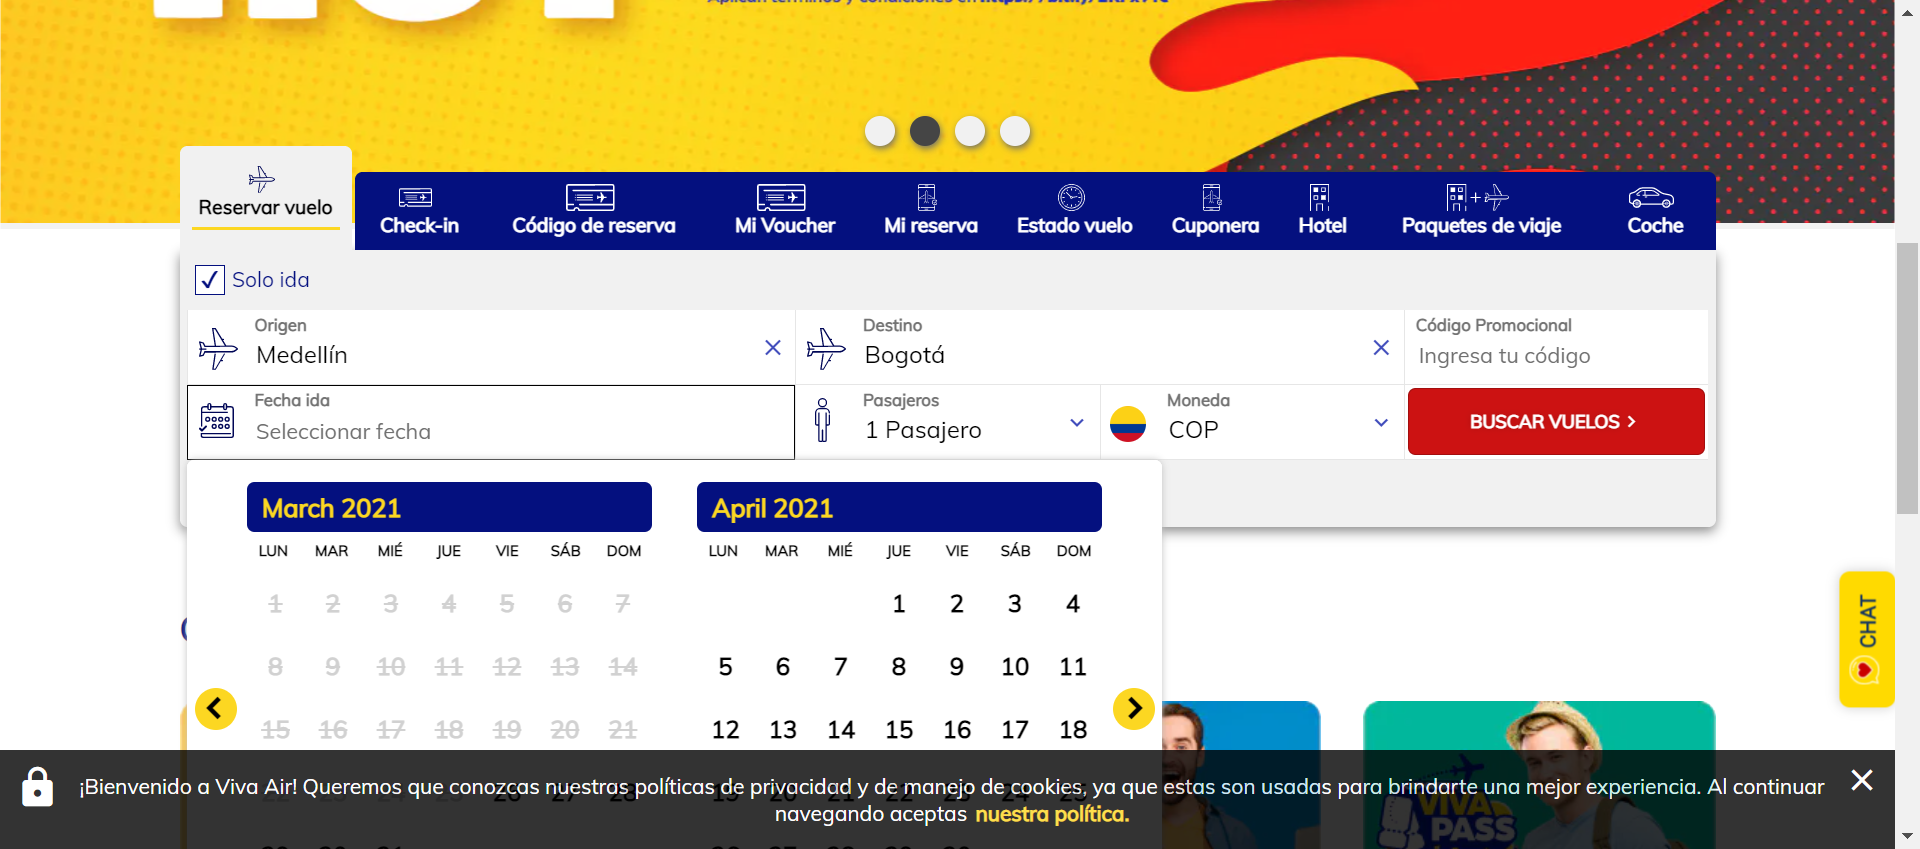 Aplican términos y condiciones en
Reservar vuelo
Check-in
Código de reserva
Mi Voucher
Mi reserva
Estado vuelo
Cuponera
Hotel
Paquetes de viaje
Coche
Solo ida
Origen
Medellín
Destino
Bogotá
Código Promocional
Ingresa tu código
Fecha ida
Seleccionar fecha
Pasajeros
1 Pasajero
Moneda
COP
BUSCAR VUELOS >
March 2021
LUN MAR MIÉ JUE VIE SÁB DOM
1 2 3 4 5 6 7
8 9 10 11 12 13 14
15 16 17 18 19 20 21
April 2021
LUN MAR MIÉ JUE VIE SÁB DOM
1 2 3 4
5 6 7 8 9 10 11
12 13 14 15 16 17 18
CHAT
¡Bienvenido a Viva Air! Queremos que conozcas nuestras políticas de privacidad y de manejo de cookies, ya que estas son usadas para brindarte una mejor experiencia. Al continuar
navegando aceptas nuestra política.
VIVA
PASS